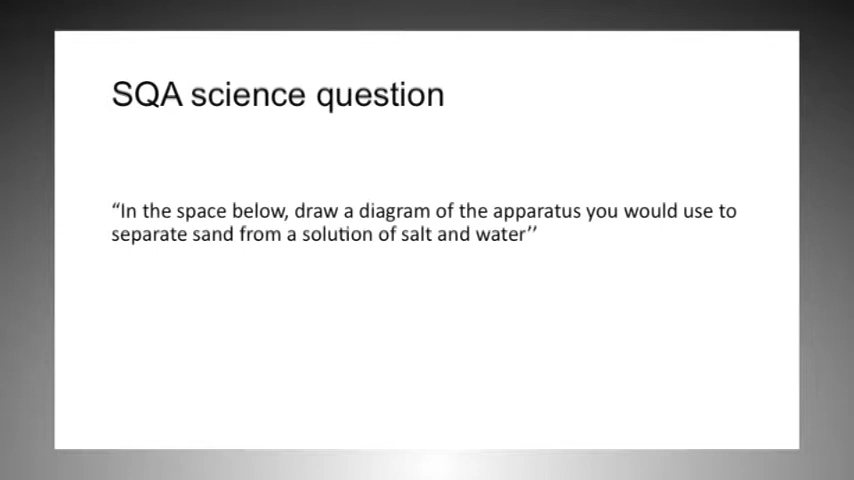 SQA science question
“In the space below, draw a diagram of the apparatus you would use to
separate sand from a solution of salt and water’’